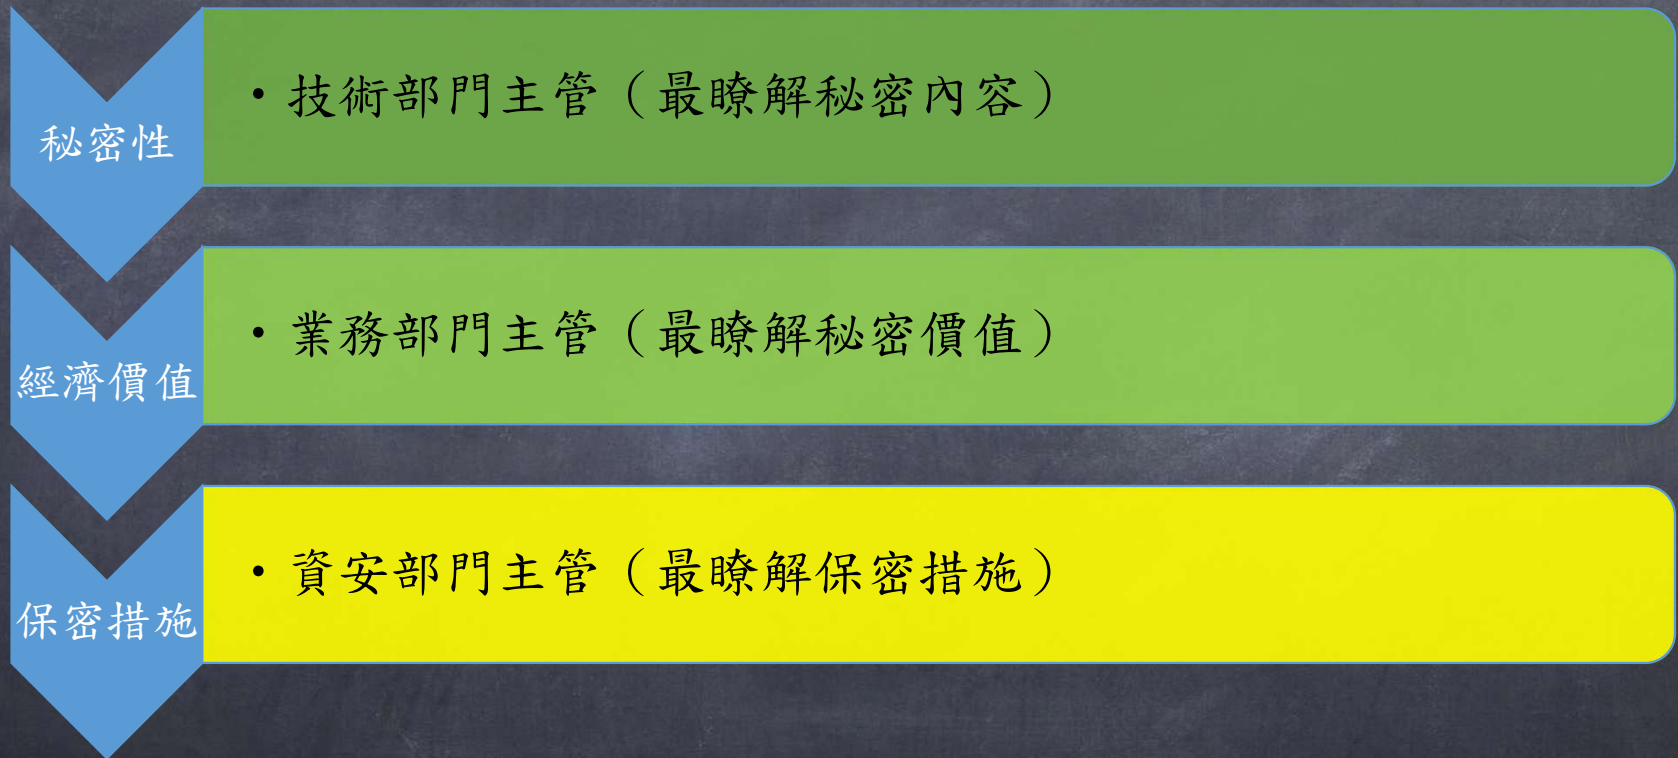 秘密性
•技術部門主管（最瞭解秘密內容）
經濟價值
•業務部門主管（最瞭解秘密價值）
保密措施
•資安部門主管（最瞭解保密措施）